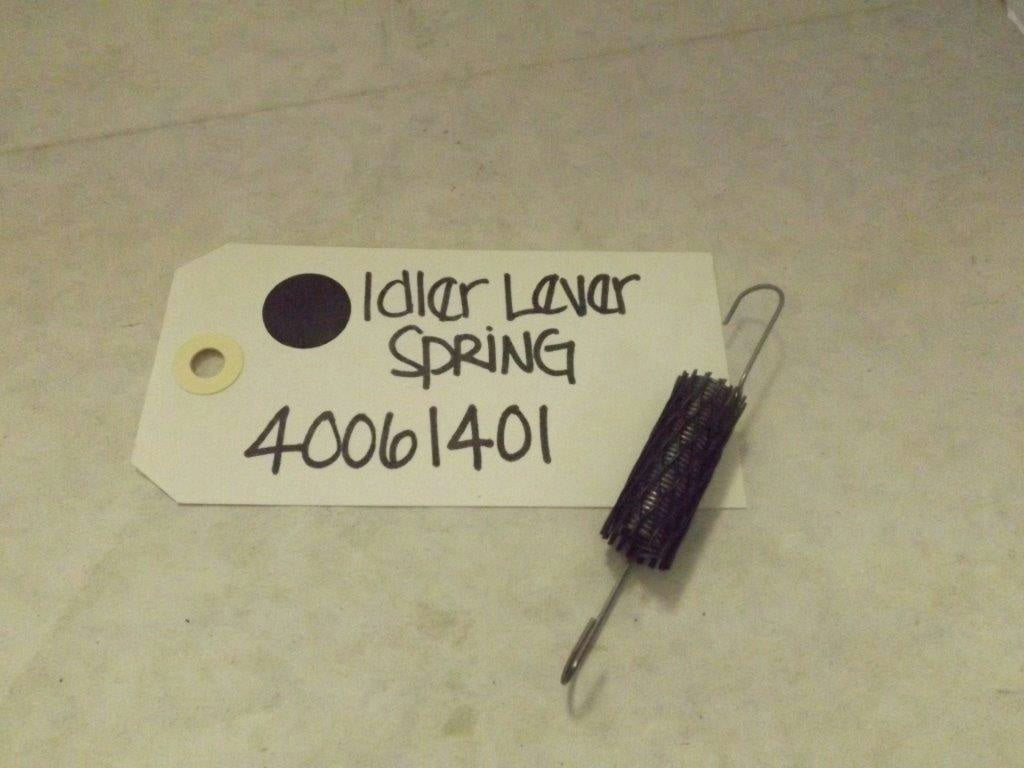 Idler Lever
SPRiNG
40061401